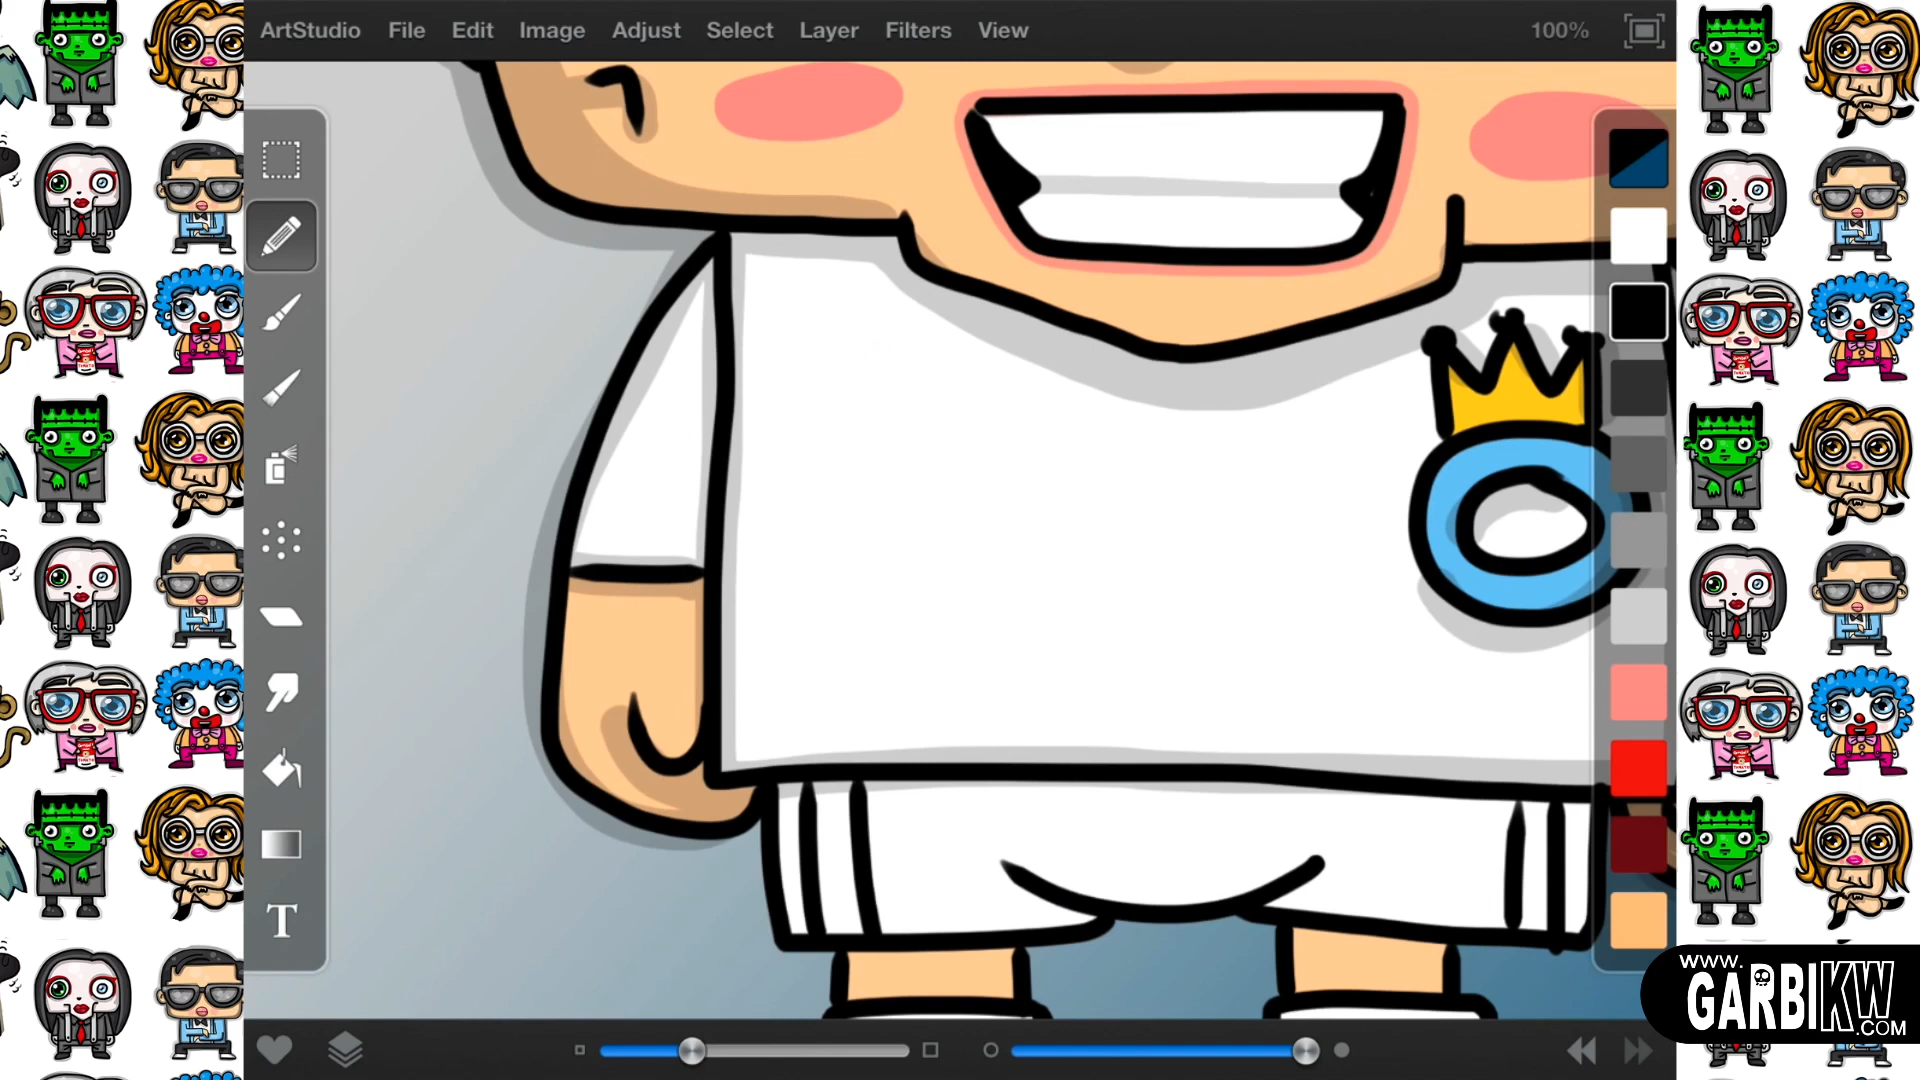 ArtStudio File Edit Image Adjust Select Layer Filters View 100%
T
www.
GARBIKW
.COM